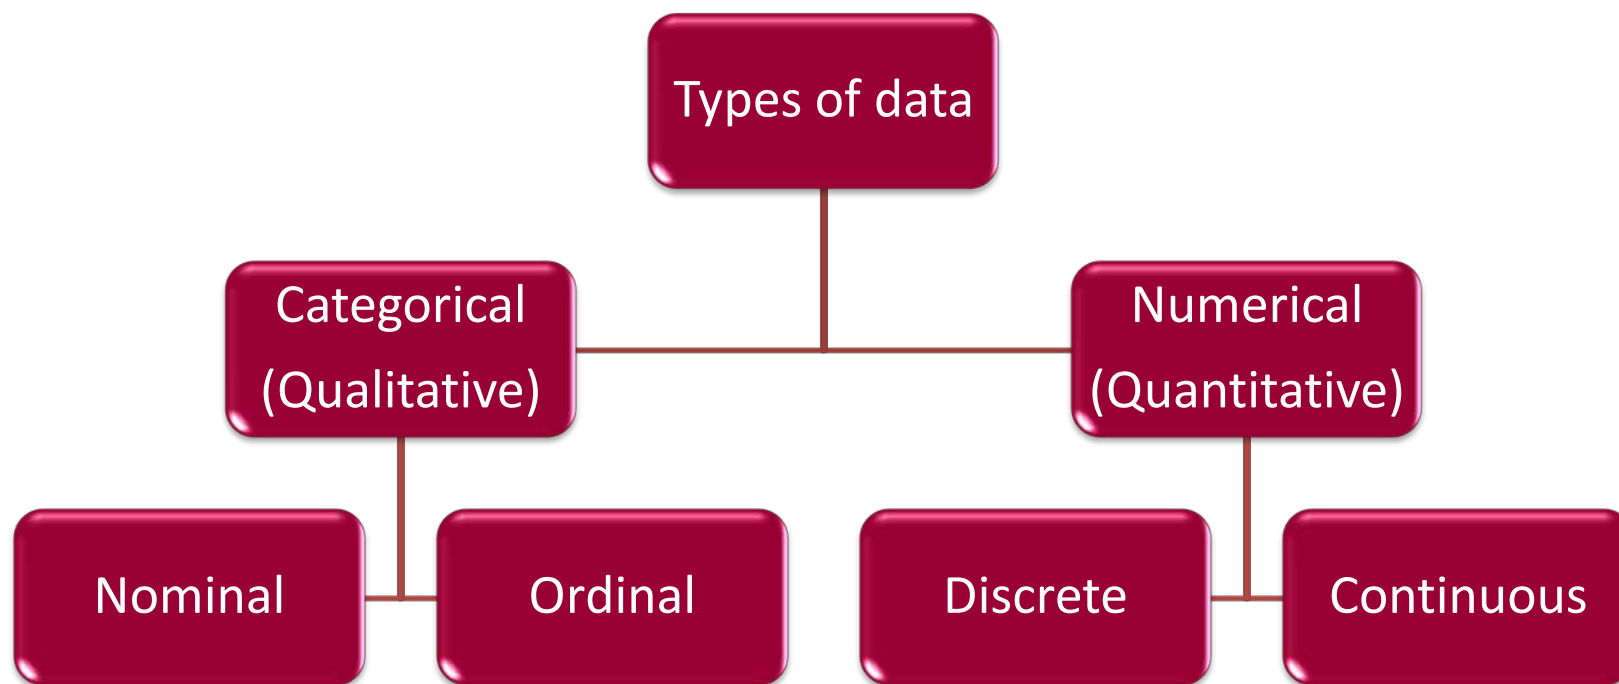 Types of data
Categorical
(Qualitative)
Numerical
(Quantitative)
Nominal
Ordinal
Discrete
Continuous